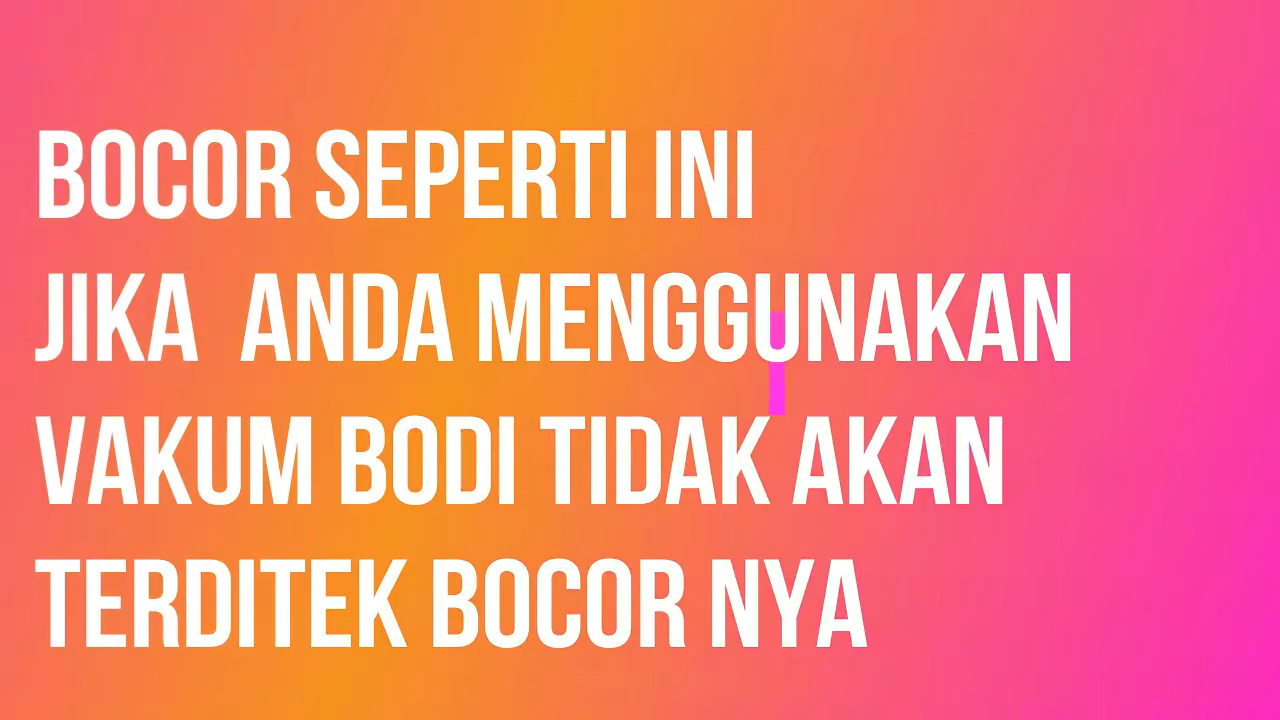 BOCOR SEPERTI INI
JIKA  ANDA MENGGUNAKAN
VAKUM BODI TIDAK AKAN
TERDITEK BOCOR NYA